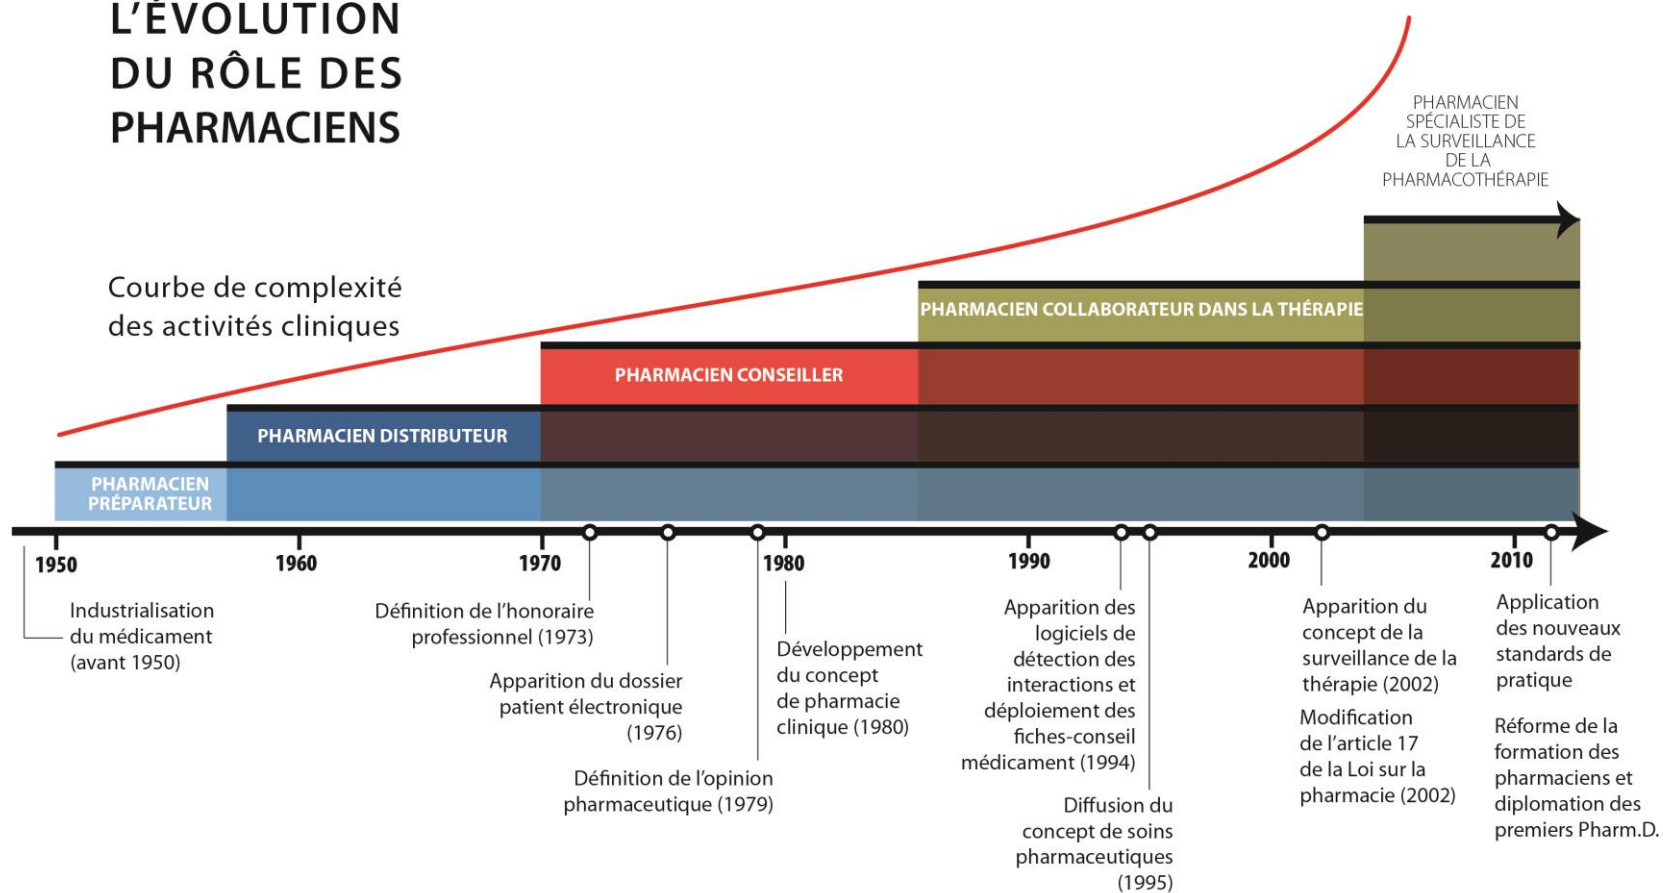 L'ÉVOLUTION
DU RÔLE DES
PHARMACIENS
Courbe de complexité
des activités cliniques
PHARMACIEN
SPÉCIALISTE DE
LA SURVEILLANCE
DE LA
PHARMACOTHÉRAPIE
PHARMACIEN COLLABORATEUR DANS LA THÉRAPIE
PHARMACIEN CONSEILLER
PHARMACIEN DISTRIBUTEUR
PHARMACIEN
PRÉPARATEUR
1950
1960
1970
1980
1990
2000
2010
Industrialisation
du médicament
(avant 1950)
Définition de l'honoraire
professionnel (1973)
Apparition du dossier
patient électronique
(1976)
Définition de l'opinion
pharmaceutique (1979)
Développement
du concept
de pharmacie
clinique (1980)
Apparition des
logiciels de
détection des
interactions et
déploiement des
fiches-conseil
médicament (1994)
Diffusion du
concept de soins
pharmaceutiques
(1995)
Apparition du
concept de la
surveillance de la
thérapie (2002)
Modification
de l'article 17
de la Loi sur la
pharmacie (2002)
Application
des nouveaux
standards de
pratique
Réforme de la
formation des
pharmaciens et
diplomation des
premiers Pharm.D.